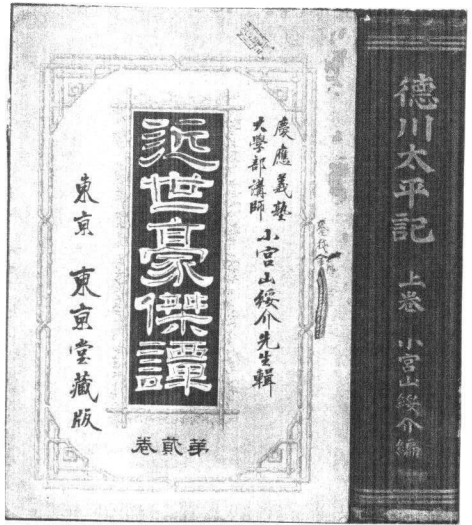 徳川太平記 上卷 小宮山綏介編
慶應義塾
大學部講師
小宮山綏介先生輯
近世豪傑譚
第貮卷
東京 東京堂藏版